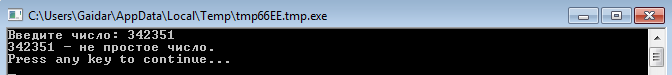 C:\Users\Gaidar\AppData\Local\Temp\tmp66EE.tmp.exe
Введите число: 342351
342351 - не простое число.
Press any key to continue...